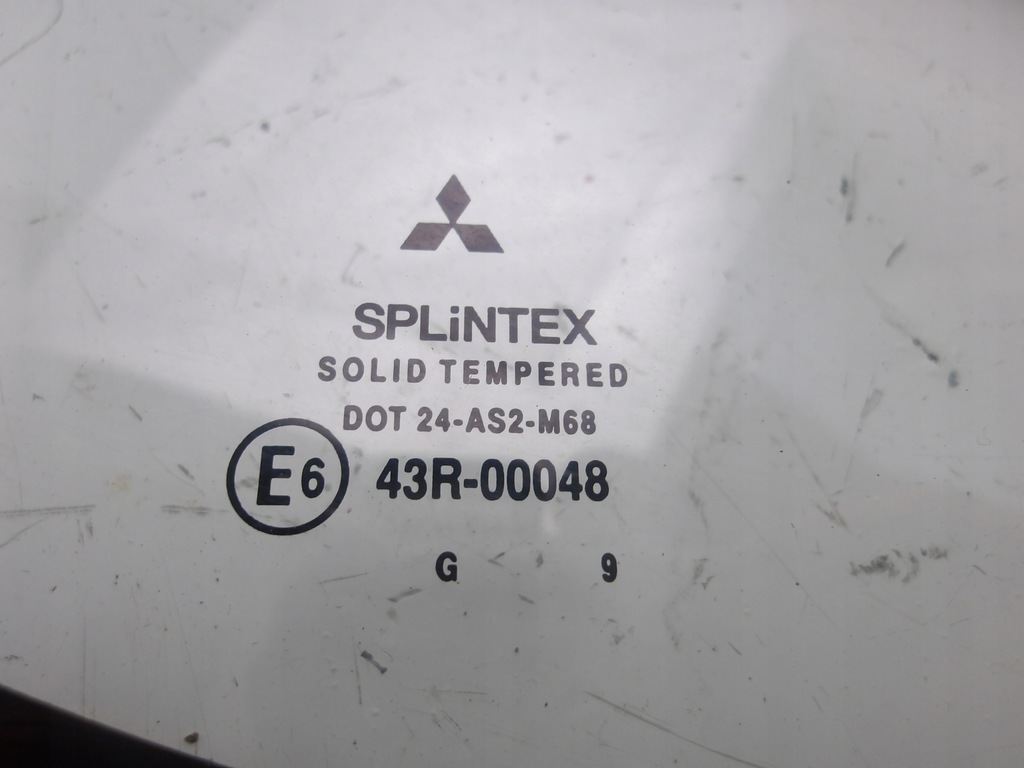 SPLiNTEX
SOLID TEMPERED
DOT 24-AS2-M68
E6 43R-00048
G 9